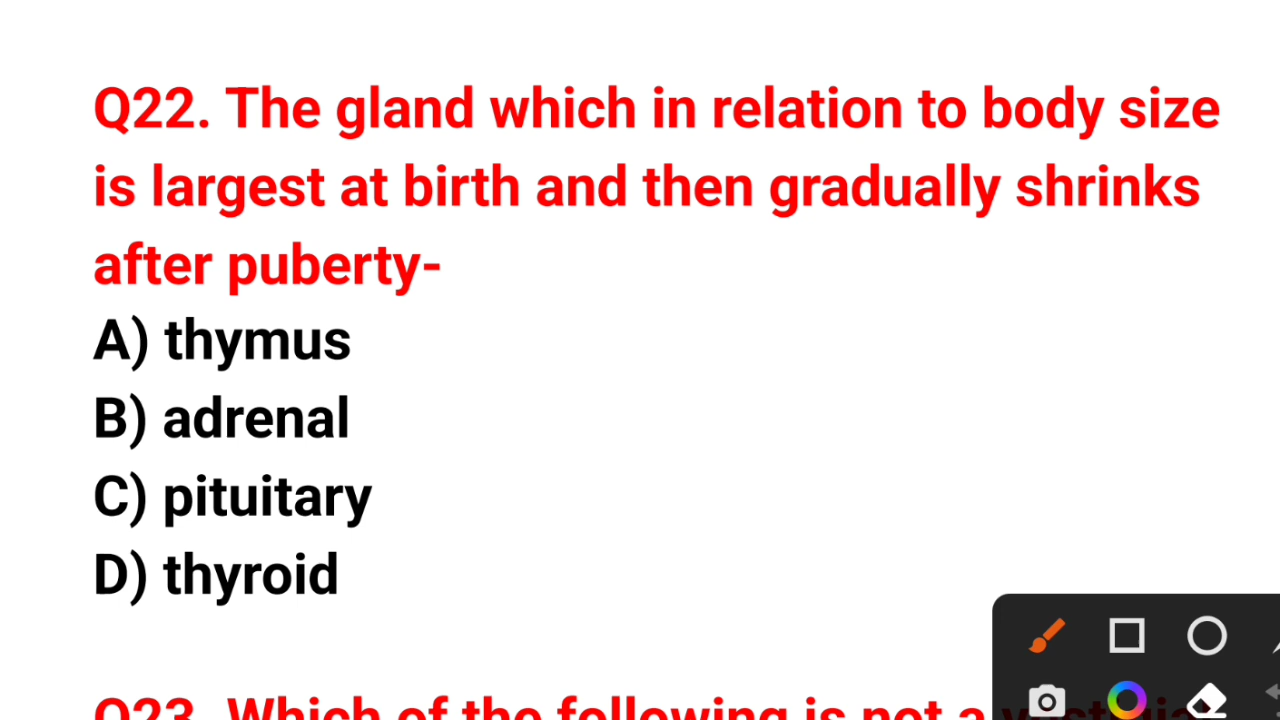 Q22. The gland which in relation to body size
is largest at birth and then gradually shrinks
after puberty-
A) thymus
B) adrenal
C) pituitary
D) thyroid
Q23. Which of the following is not a